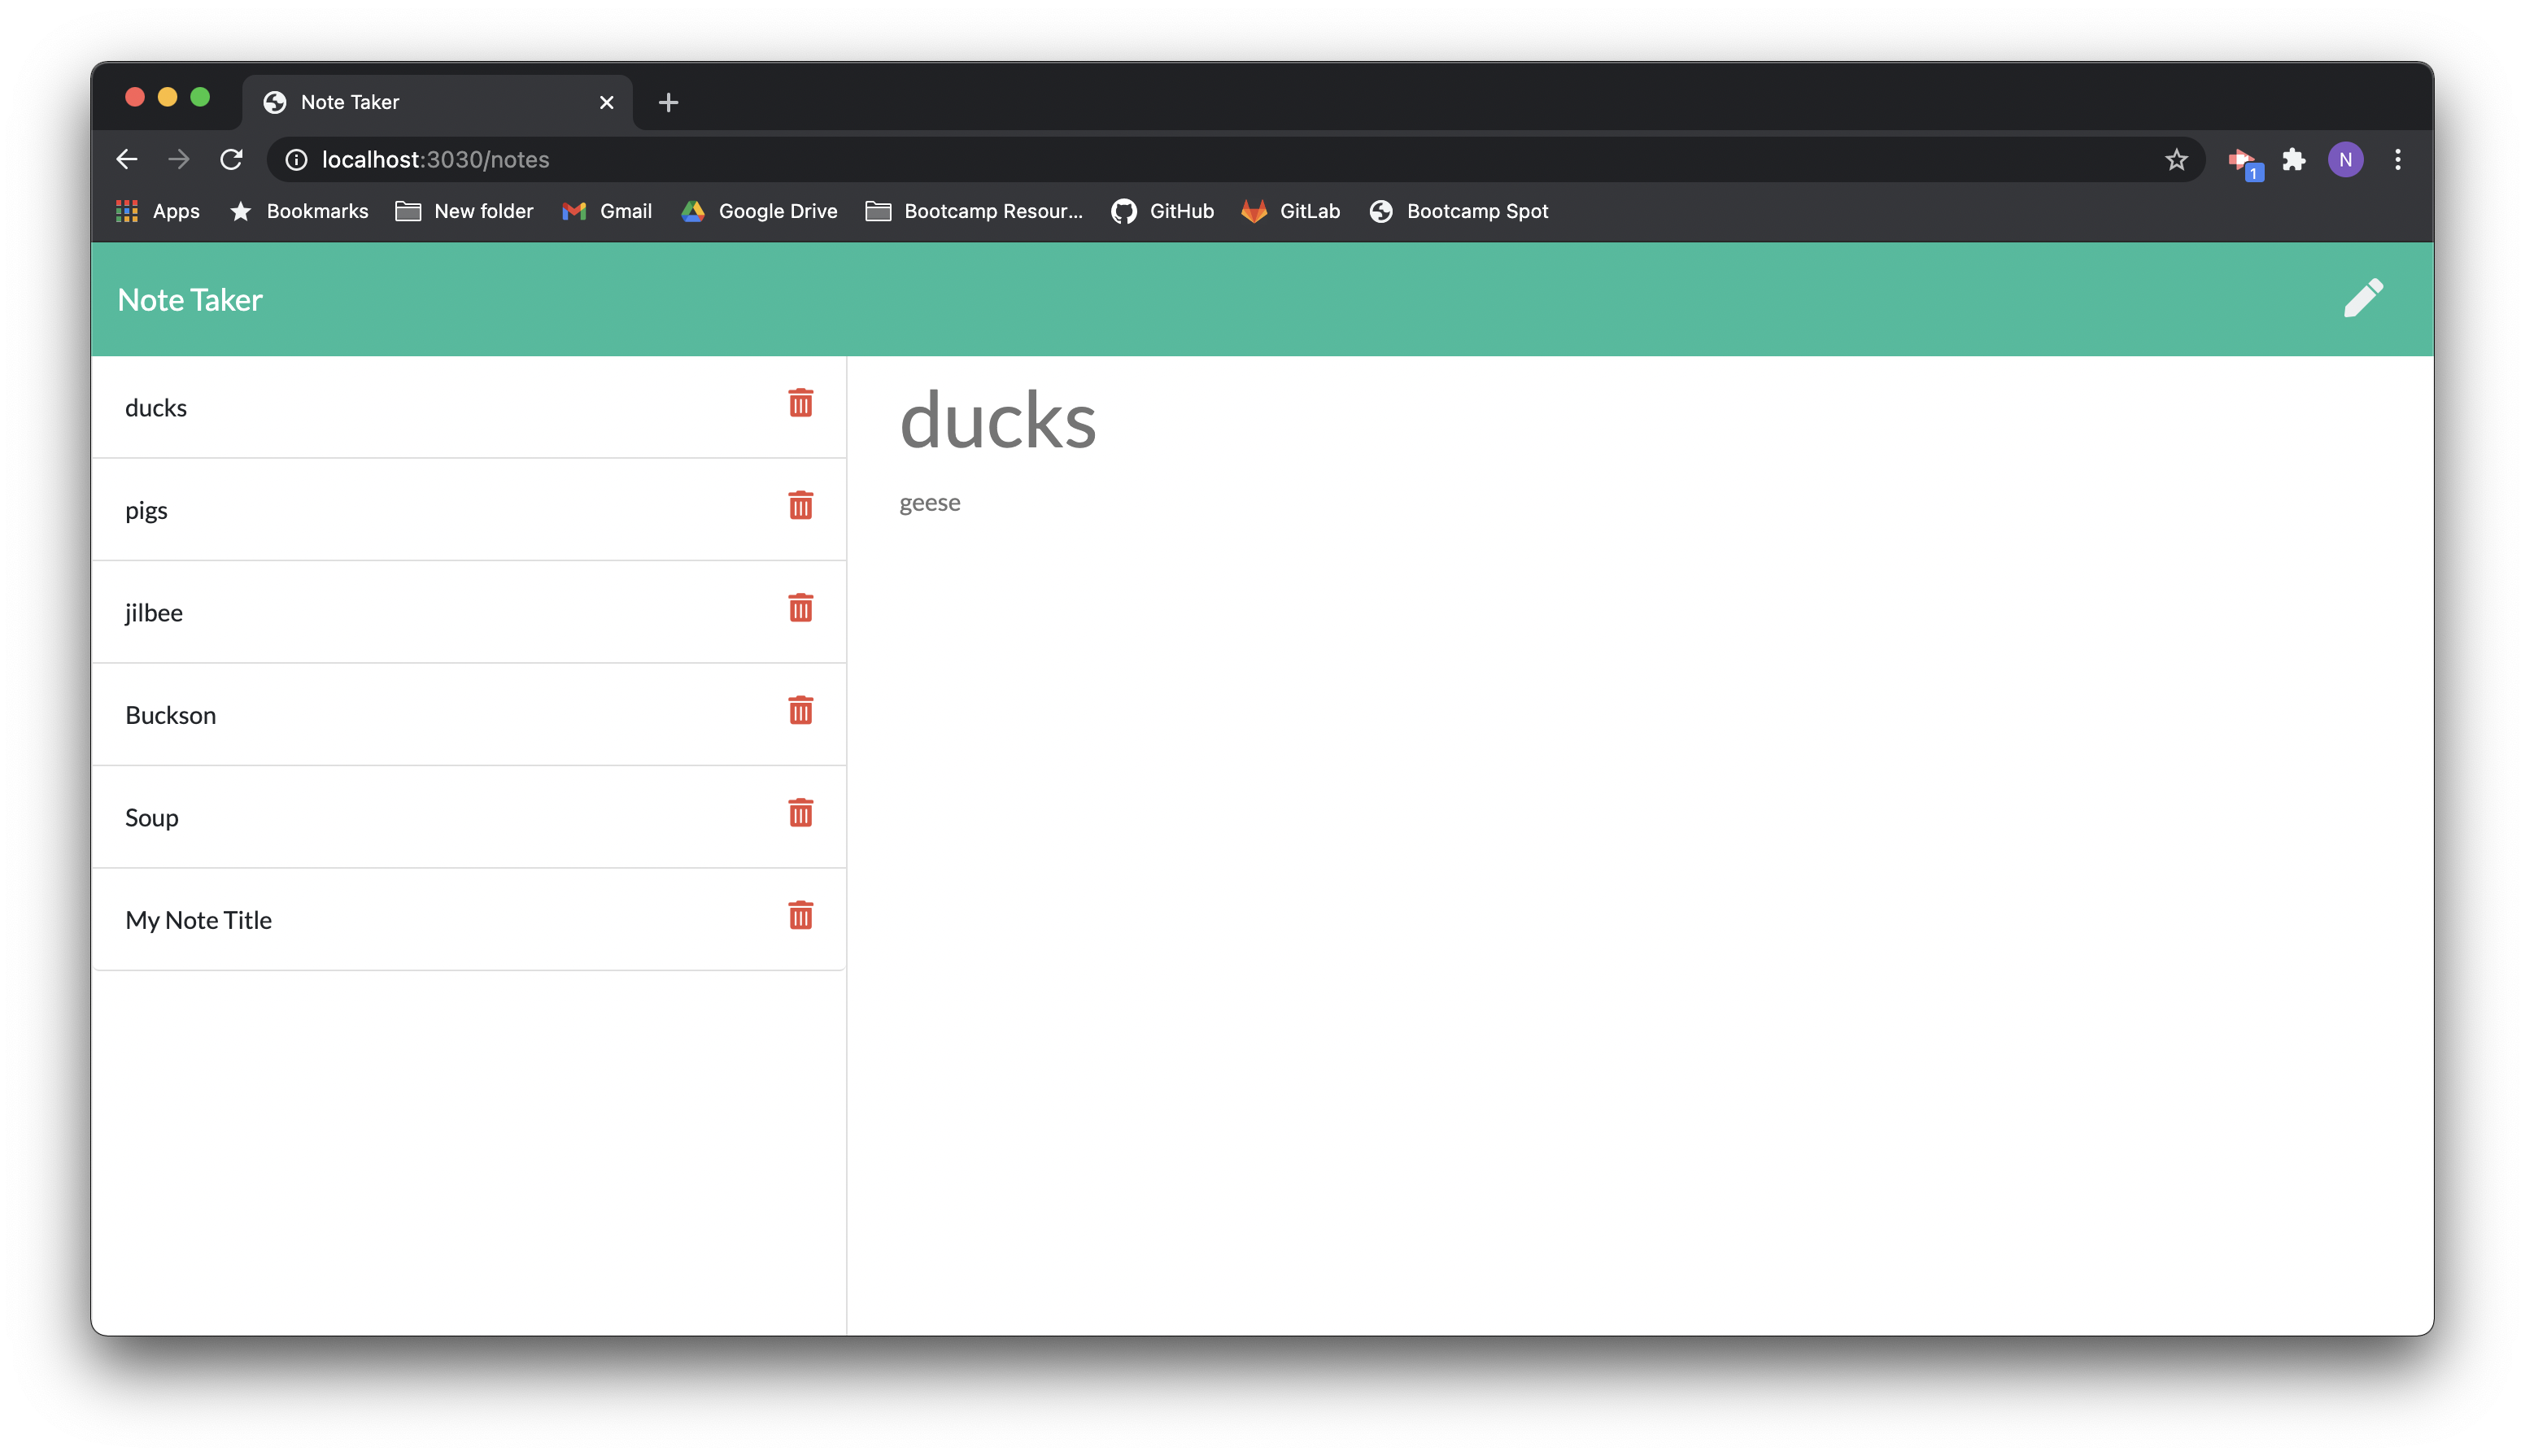 Note Taker
localhost:3030/notes
1
N
Apps Bookmarks New folder Gmail Google Drive Bootcamp Resour... GitHub GitLab Bootcamp Spot
Note Taker
ducks
pigs
jilbee
Buckson
Soup
My Note Title
ducks
geese